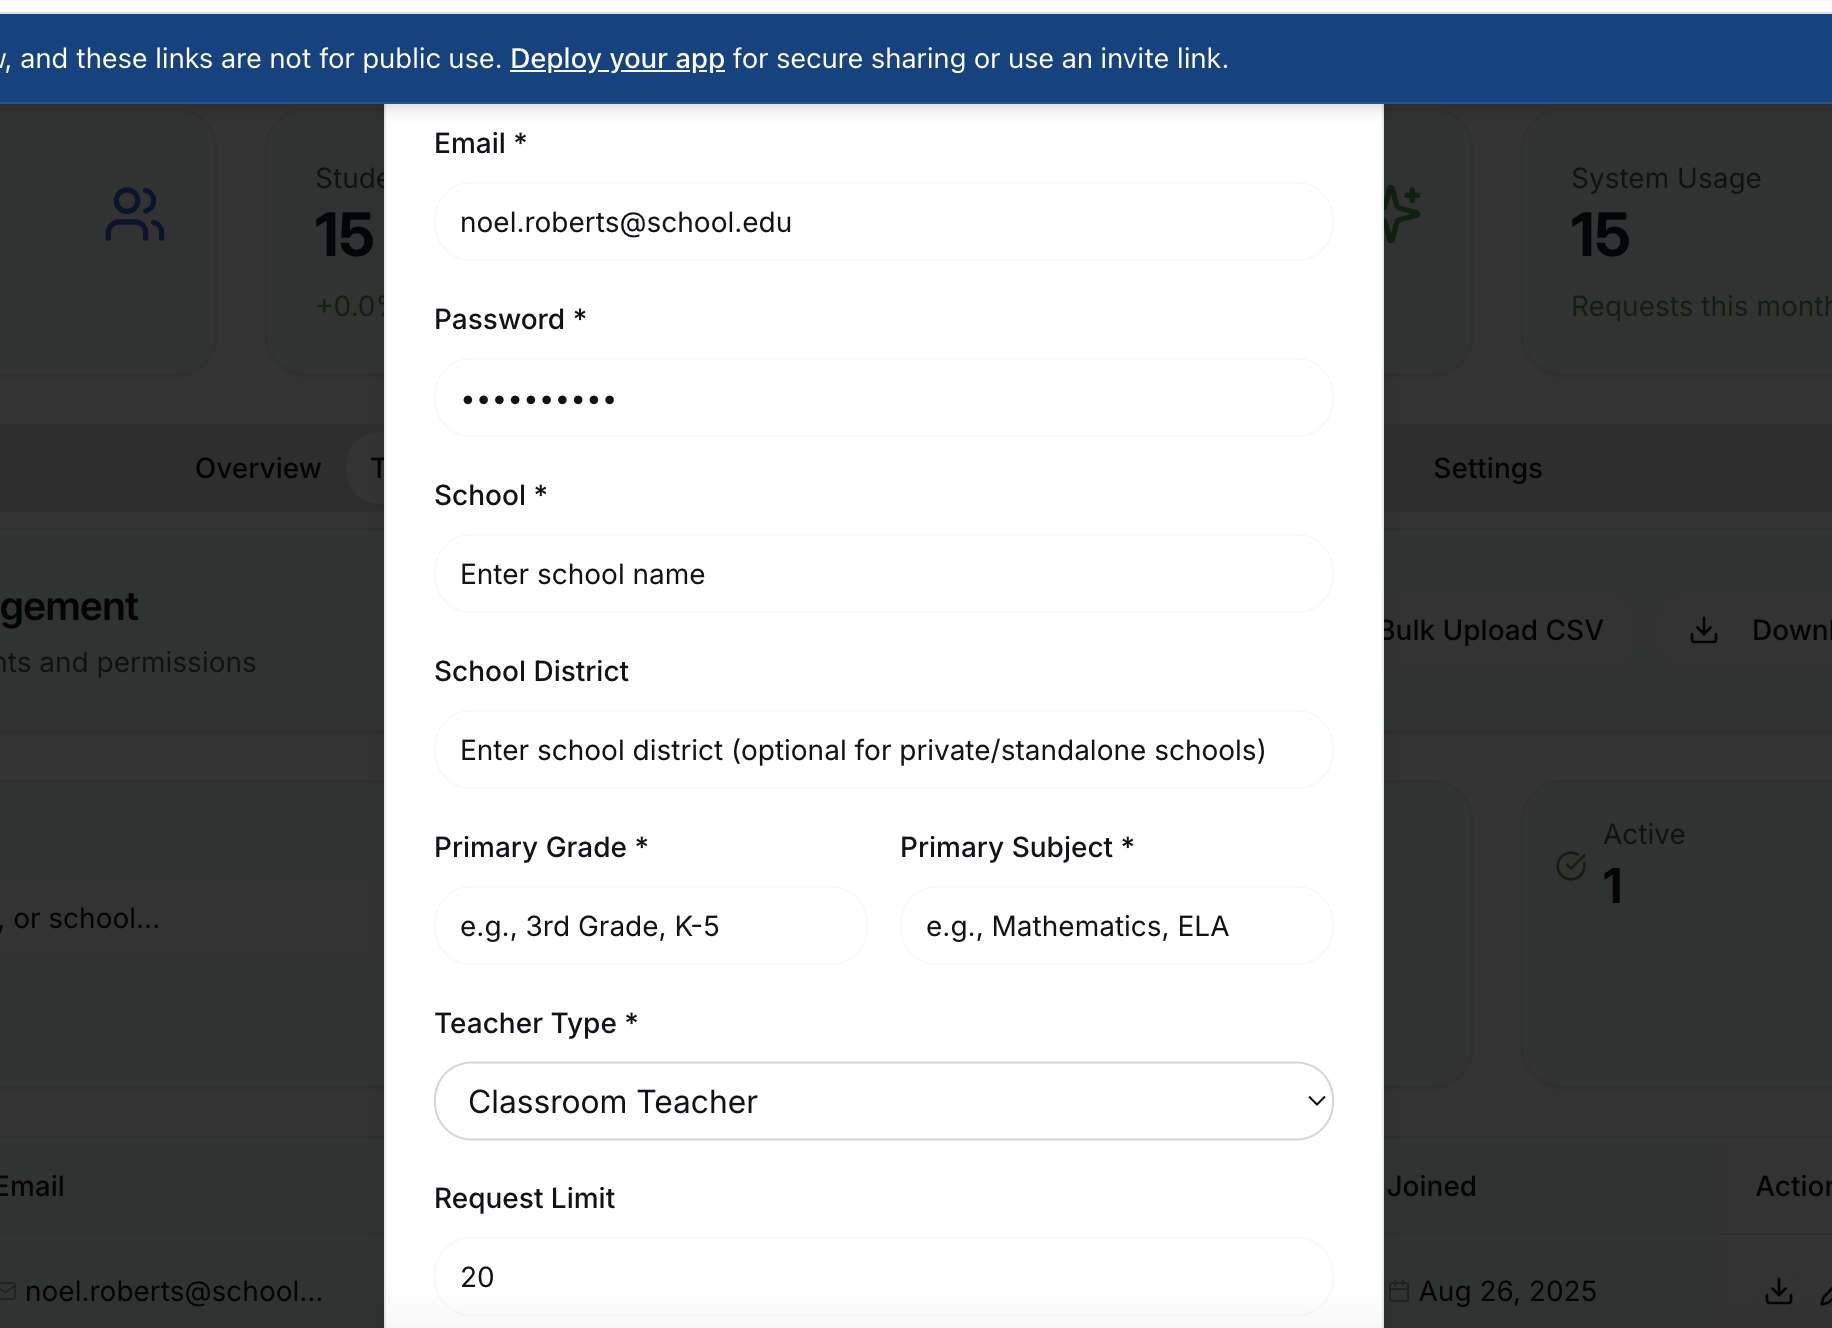 , and these links are not for public use. Deploy your app for secure sharing or use an invite link.
Email *
noel.roberts@school.edu
Password *
••••••••••
School *
Enter school name
School District
Enter school district (optional for private/standalone schools)
Primary Grade *
Primary Subject *
e.g., 3rd Grade, K-5
e.g., Mathematics, ELA
Teacher Type *
Classroom Teacher
Request Limit
20
15
+0.0
System Usage
15
Requests this month
Overview
Settings
gement
nts and permissions
Bulk Upload CSV
Downl
, or school...
Active
1
Email
Joined
Action
noel.roberts@school...
Aug 26, 2025